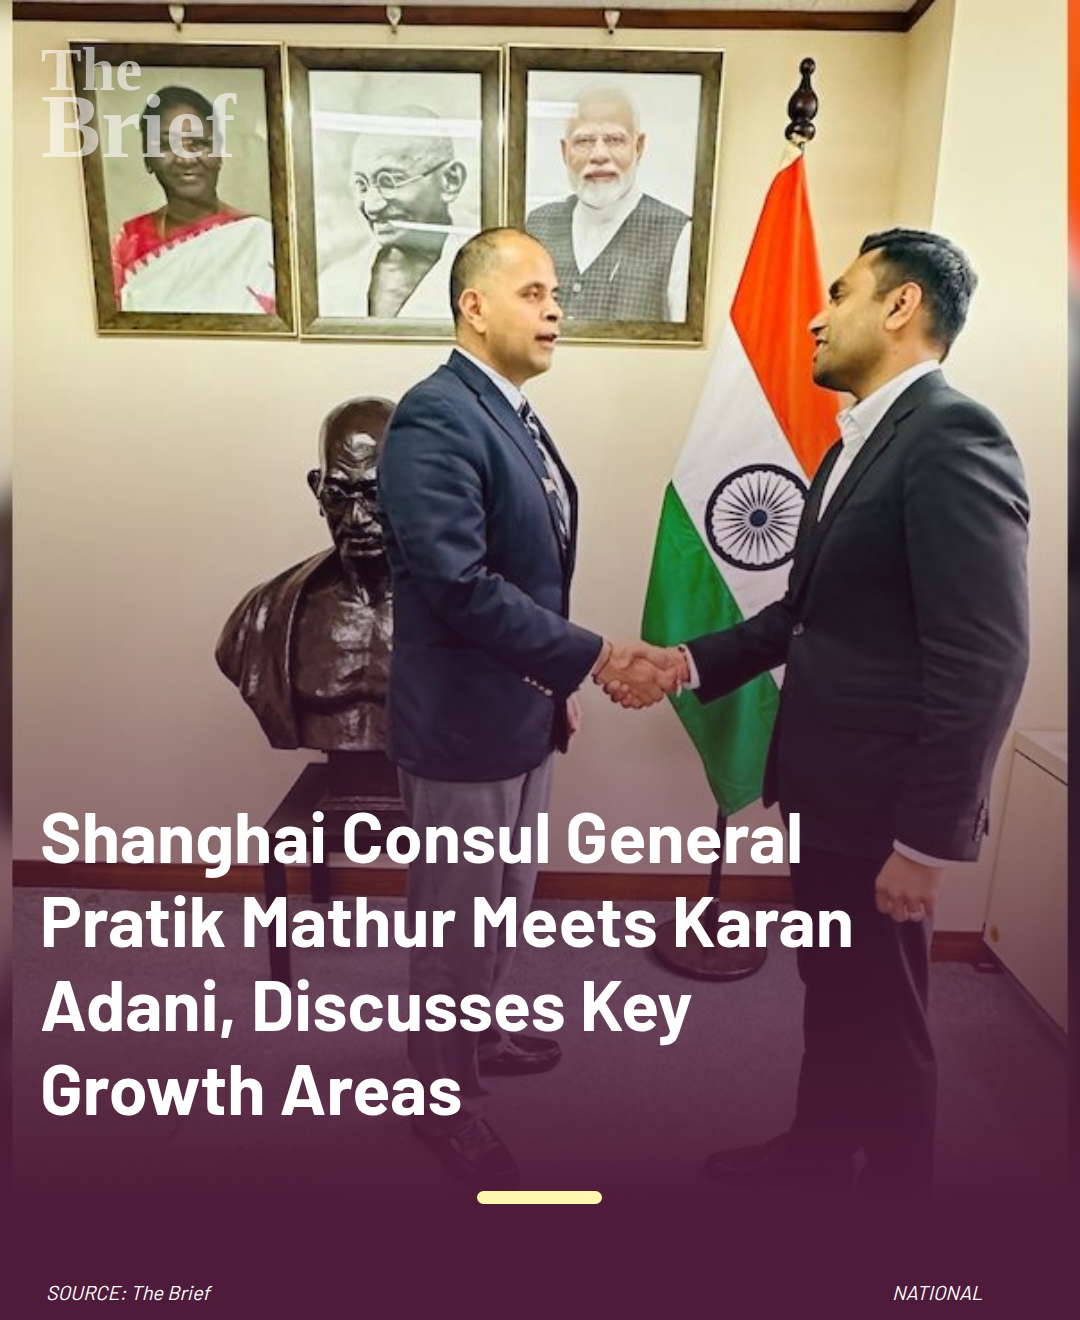 The
Brief
Shanghai Consul General
Pratik Mathur Meets Karan
Adani, Discusses Key
Growth Areas
SOURCE: The Brief
NATIONAL